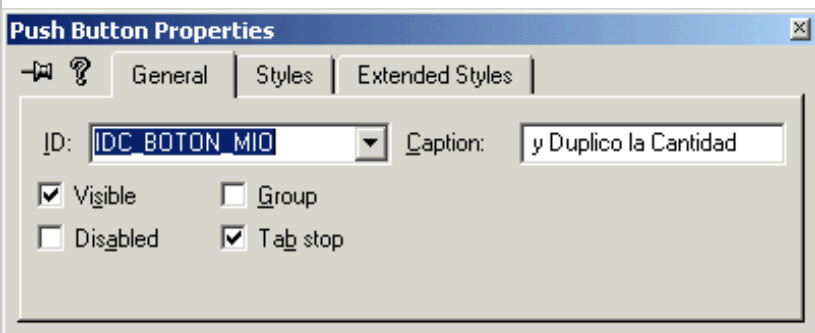 Push Button Properties
General Styles Extended Styles
ID: IDC_BOTON_MIO Caption: y Duplico la Cantidad
Visible Group
Disabled Tab stop